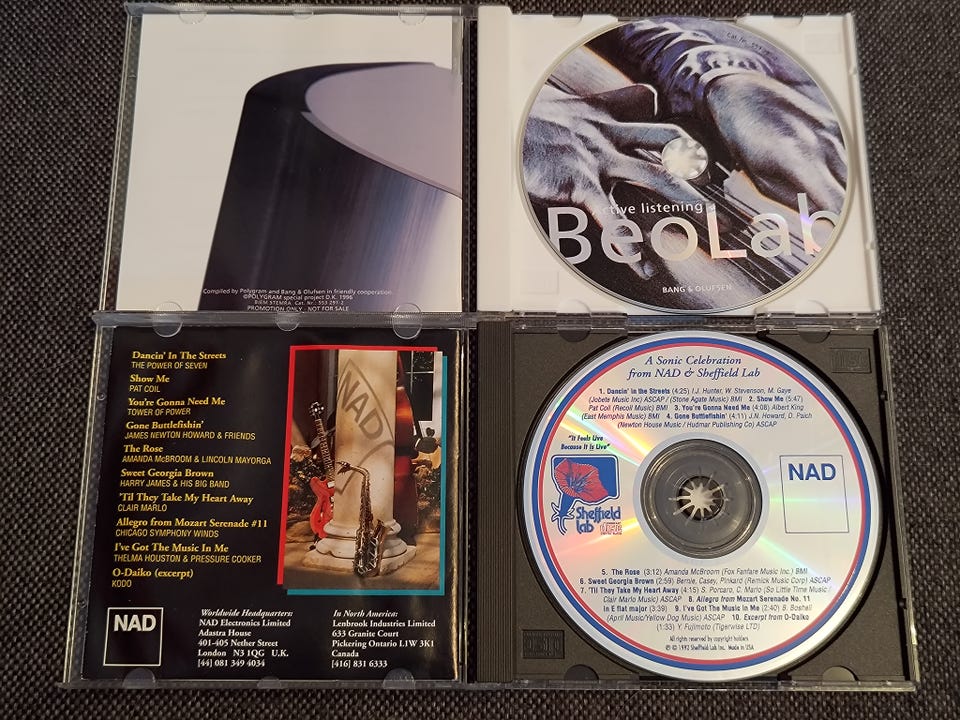 Compiled by Polygram and Bang & Olufsen in friendly cooperation.
©POLYGRAM special project D.K. 1996
BIEM STEMRA Cat. Nr.: 553 291-2
PROMOTION ONLY - NOT FOR SALE
Cat. Nr.
Active listening
BeoLab
BANG & OLUFSEN
Dancin' In The Streets
THE POWER OF SEVEN
Show Me
PAT COIL
You're Gonna Need Me
TOWER OF POWER
Gone Buttlefishin'
JAMES NEWTON HOWARD & FRIENDS
The Rose
AMANDA McBROOM & LINCOLN MAYORGA
Sweet Georgia Brown
HARRY JAMES & HIS BIG BAND
'Til They Take My Heart Away
CLAIR MARLO
Allegro from Mozart Serenade #11
CHICAGO SYMPHONY WINDS
I've Got The Music In Me
THELMA HOUSTON & PRESSURE COOKER
O-Daiko (excerpt)
KODO
NAD
NAD
Worldwide Headquarters:
NAD Electronics Limited
Adastra House
401-405 Nether Street
London N3 1QG U.K.
[44] 081 349 4034
In North America:
Lenbrook Industries Limited
633 Granite Court
Pickering Ontario L1W 3K1
Canada
[416] 831 6333
A Sonic Celebration
from NAD & Sheffield Lab
1. Dancin' in the Streets (4:25) I.J. Hunter, W. Stevenson, M. Gaye
(Jobete Music Inc) ASCAP / (Stone Agate Music) BMI 2. Show Me (5:47)
Pat Coil (Recoil Music) BMI 3. You're Gonna Need Me (4:08) Albert King
(East Memphis Music) BMI 4. Gone Buttlefishin' (4:11) J.N. Howard, D. Paich
(Newton House Music / Hudmar Publishing Co) ASCAP
"It Feels Live
Because It is Live"
Sheffield
Lab
NAD
5. The Rose (3:12) Amanda McBroom (Fox Fanfare Music Inc.) BMI
6. Sweet Georgia Brown (2:59) Bernie, Casey, Pinkard (Remick Music Corp) ASCAP
7. 'Til They Take My Heart Away (4:15) S. Porcaro, C. Marlo (So Little Time Music /
Clair Marlo Music) ASCAP 8. Allegro from Mozart Serenade No. 11
in E flat major (3:39) 9. I've Got The Music In Me (2:40) B. Boshell
(April Music/Yellow Dog Music) ASCAP 10. Excerpt from O-Daiko
(1:33) Y. Fujimoto (Tigerwise LTD)
All rights reserved by copyright holders
℗ © 1992 Sheffield Lab Inc. Made in USA